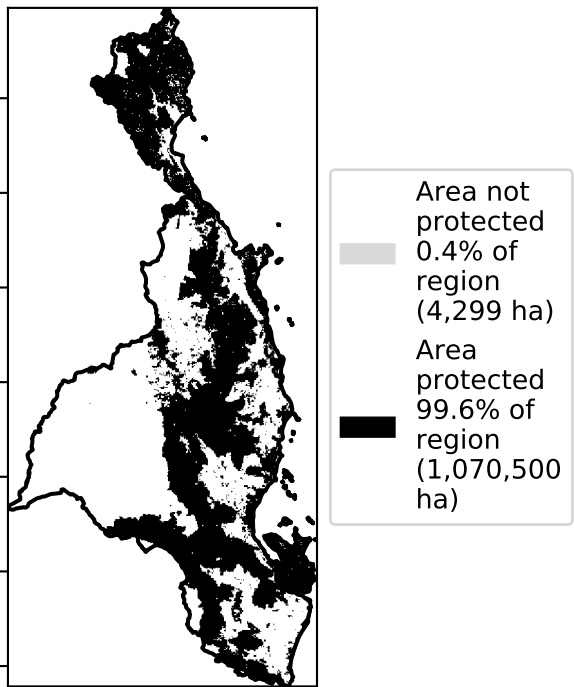 Area not
protected
0.4% of
region
(4,299 ha)
Area
protected
99.6% of
region
(1,070,500
ha)